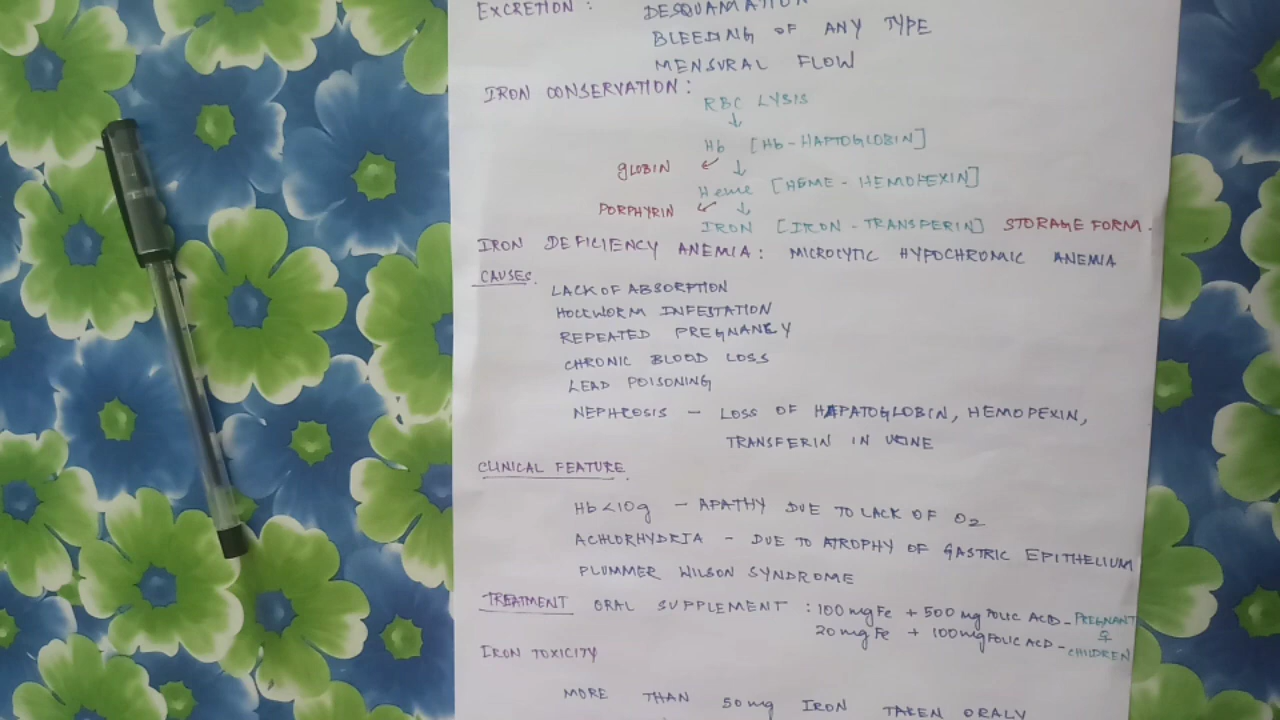 EXCRETION : DESQUAMATION
BLEEDING OF ANY TYPE
MENSURAL FLOW
IRON CONSERVATION :
RBC LYSIS
↓
Hb [Hb - HAPTOGLOBIN]
GLOBIN ↙ ↓
Heme [HEME - HEMOPEXIN]
PORPHYRIN ↙ ↓
IRON [IRON - TRANSPERIN] STORAGE FORM.
IRON DEFICIENCY ANEMIA : MICROCYTIC HYPOCHROMIC ANEMIA
CAUSES.
LACK OF ABSORPTION
HOOKWORM INFESTATION
REPEATED PREGNANCY
CHRONIC BLOOD LOSS
LEAD POISONING
NEPHROSIS - LOSS OF HAPATOGLOBIN, HEMOPEXIN,
TRANSFERIN IN URINE
CLINICAL FEATURE.
Hb <10g - APATHY DUE TO LACK OF O2
ACHLORHYDRIA - DUE TO ATROPHY OF GASTRIC EPITHELIUM
PLUMMER WILSON SYNDROME
TREATMENT ORAL SUPPLEMENT : 100 mg Fe + 500 mg FOLIC ACID - PREGNANT ♀
20 mg Fe + 100 mg FOLIC ACID - CHILDREN
IRON TOXICITY
MORE THAN 50 mg IRON TAKEN ORALY